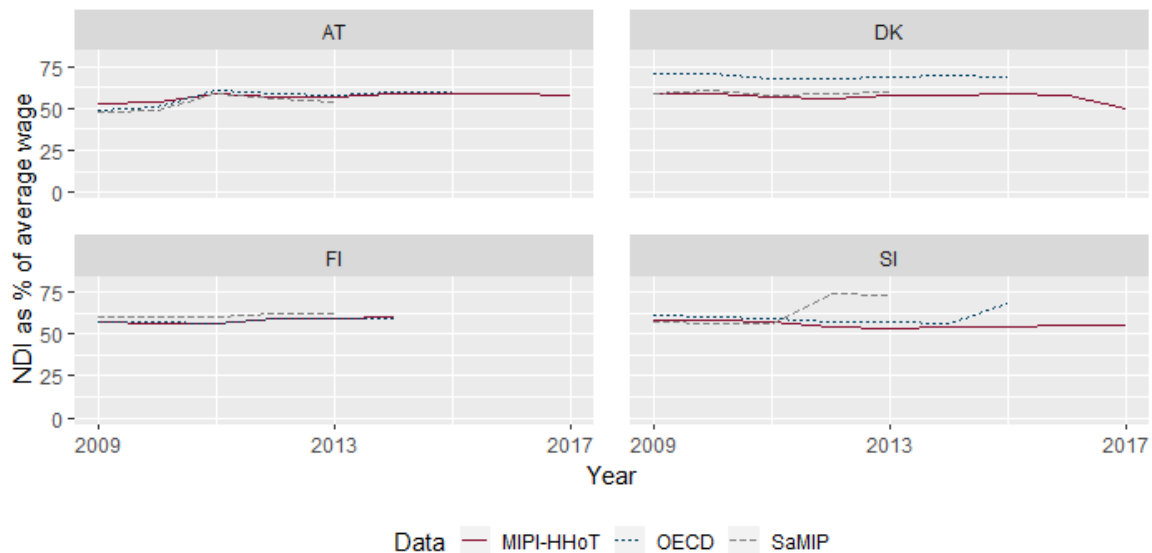 AT
DK
75
50
25
0
FI
SI
75
50
25
0
2009
2013
2017
2009
2013
2017
NDI as % of average wage
Year
Data MIPI-HHoT OECD SaMIP